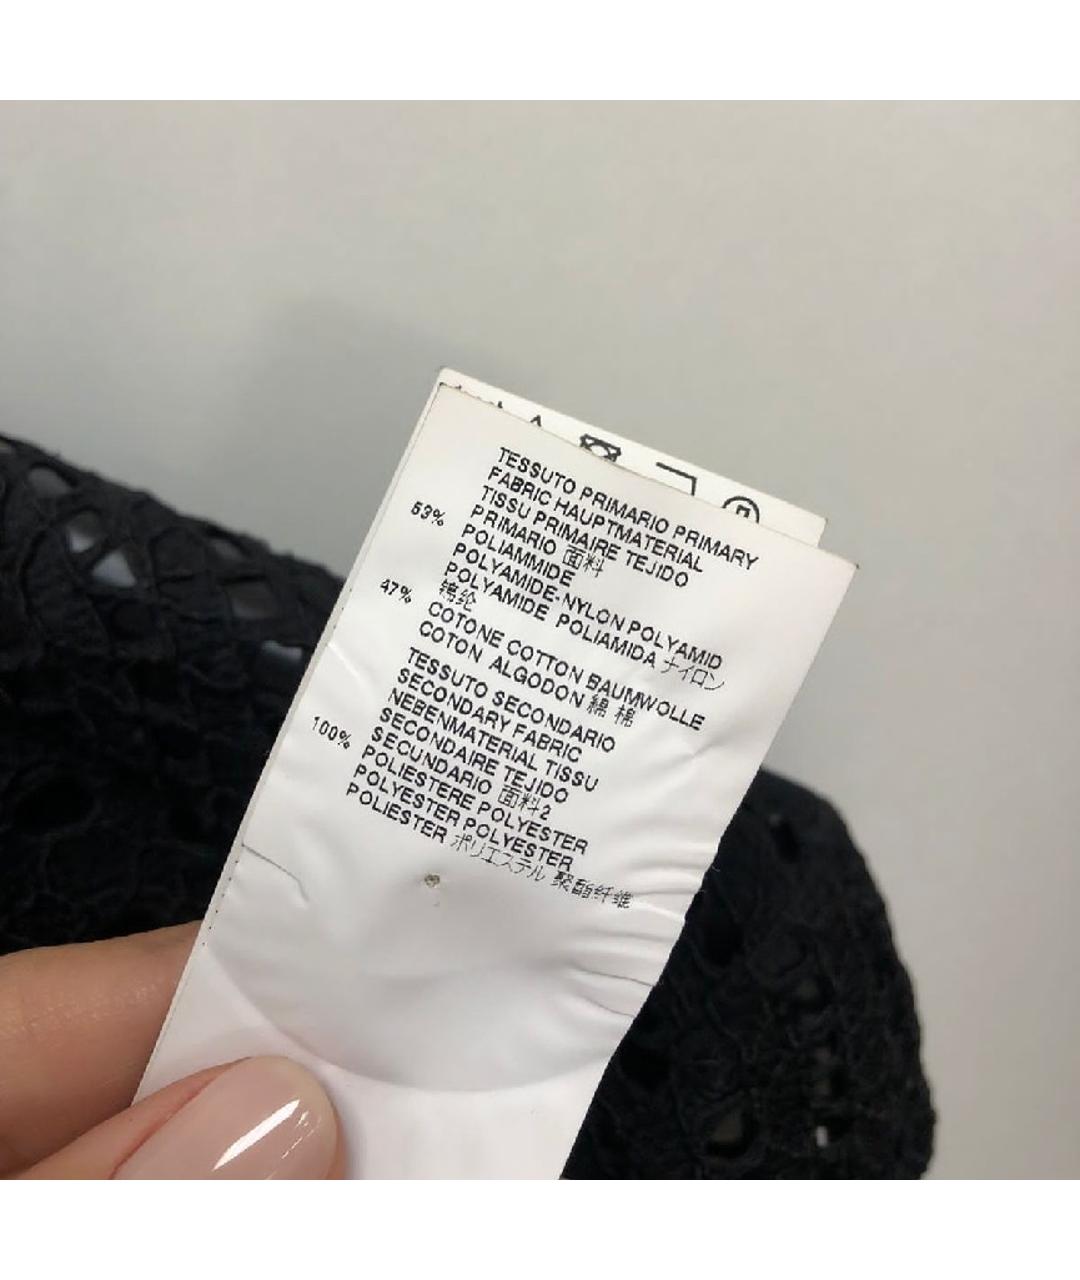 TESSUTO PRIMARIO PRIMARY
FABRIC HAUPTMATERIAL
TISSU PRIMAIRE TEJIDO
PRIMARIO 面料
53% POLIAMMIDE
POLYAMIDE-NYLON POLYAMID
POLYAMIDE POLIAMIDA ナイロン
锦纶
47% COTONE COTTON BAUMWOLLE
COTON ALGODON 綿 棉
TESSUTO SECONDARIO
SECONDARY FABRIC
NEBENMATERIAL TISSU
SECONDAIRE TEJIDO
SECUNDARIO 面料2
100% POLIESTERE POLYESTER
POLYESTER POLYESTER
POLIESTER ポリエステル 聚酯纤维